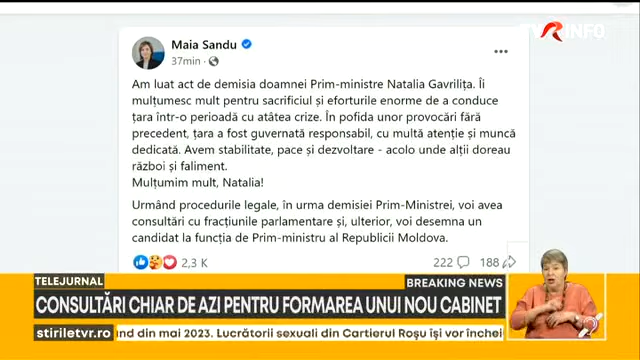 TVR INFO
Maia Sandu
37min ·
Am luat act de demisia doamnei Prim-ministre Natalia Gavrilița. Îi
mulțumesc mult pentru sacrificiul și eforturile enorme de a conduce
țara într-o perioadă cu atâtea crize. În pofida unor provocări fără
precedent, țara a fost guvernată responsabil, cu multă atenție și muncă
dedicată. Avem stabilitate, pace și dezvoltare - acolo unde alții doreau
război și faliment.
Mulțumim mult, Natalia!
Urmând procedurile legale, în urma demisiei Prim-Ministrei, voi avea
consultări cu fracțiunile parlamentare și, ulterior, voi desemna un
candidat la funcția de Prim-ministru al Republicii Moldova.
2,3 K
222
188
TELEJURNAL
BREAKING NEWS
CONSULTĂRI CHIAR DE AZI PENTRU FORMAREA UNUI NOU CABINET
stiriletvr.ro
din mai 2023. Lucrătorii sexuali din Cartierul Roșu își vor închei